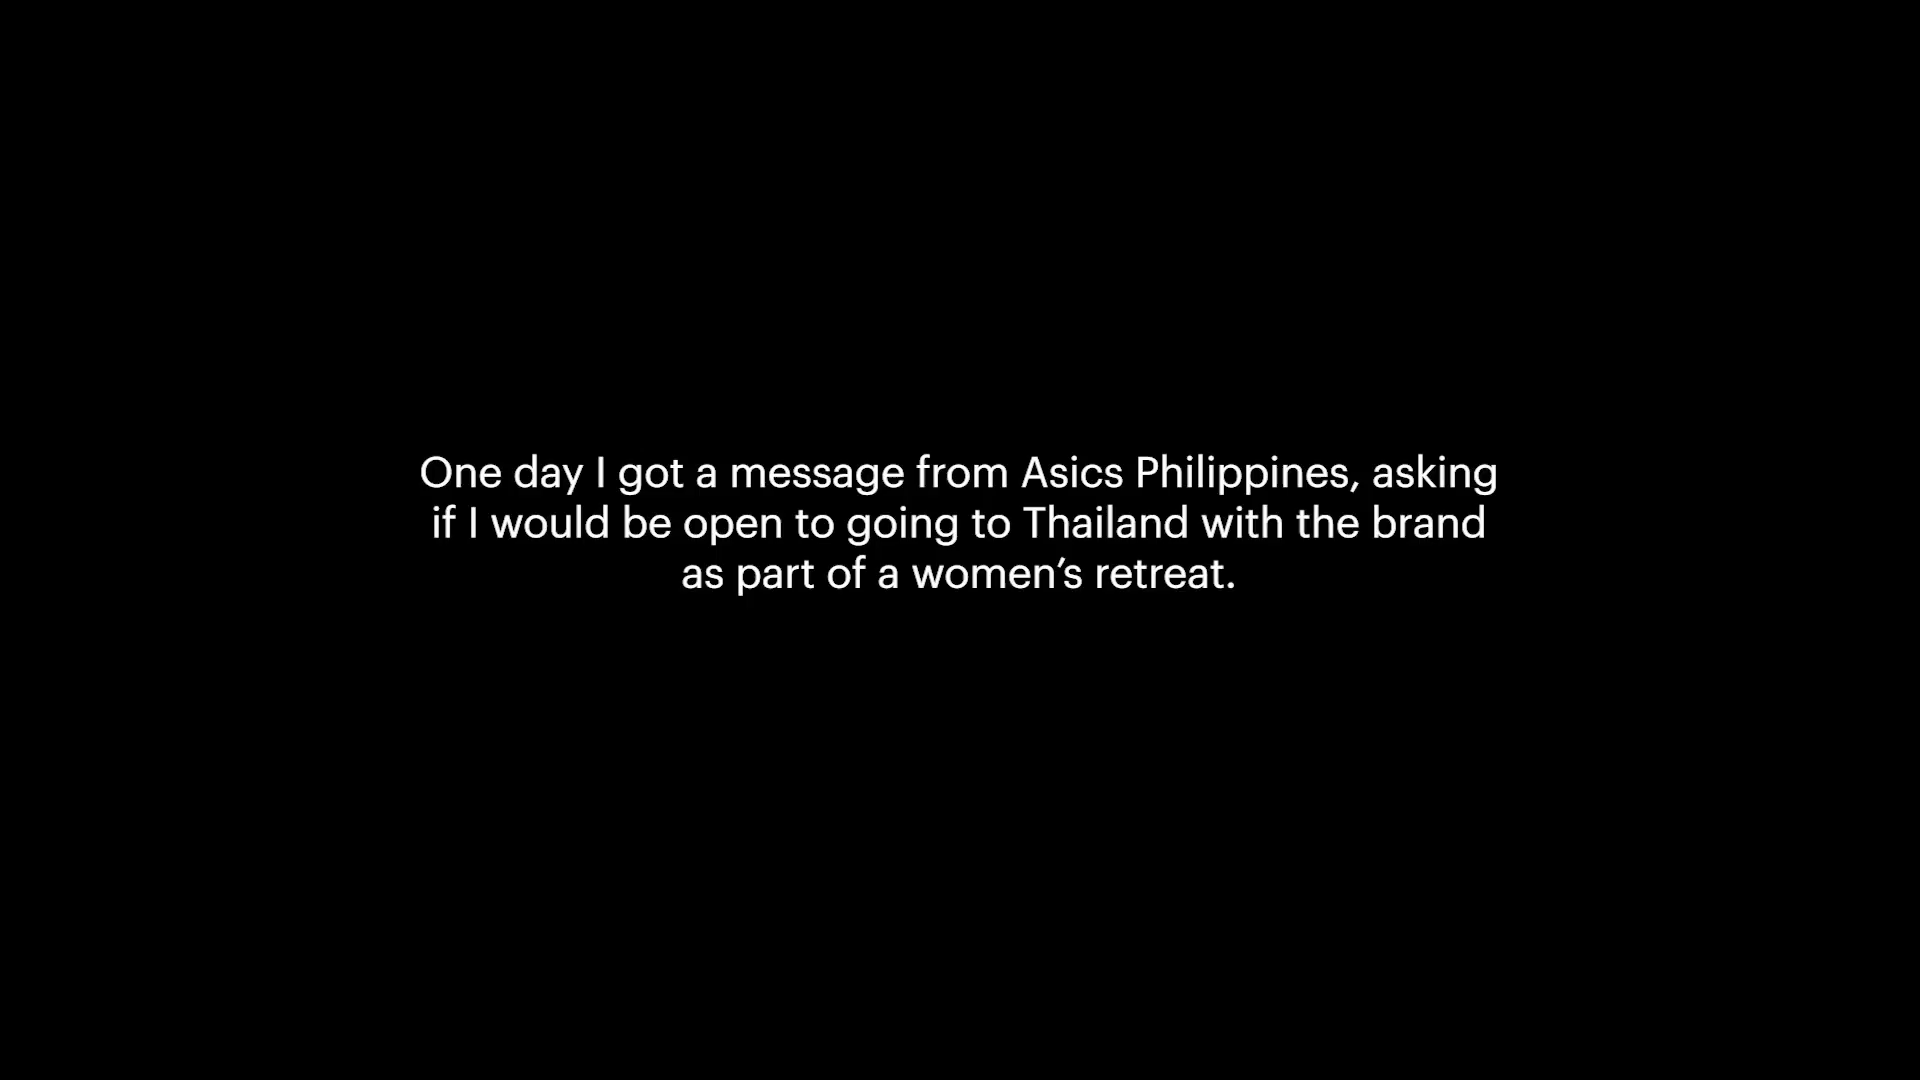 One day I got a message from Asics Philippines, asking
if I would be open to going to Thailand with the brand
as part of a women’s retreat.